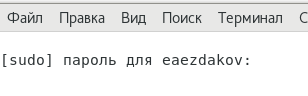 Файл Правка Вид Поиск Терминал С
[sudo] пароль для eaezdakov: